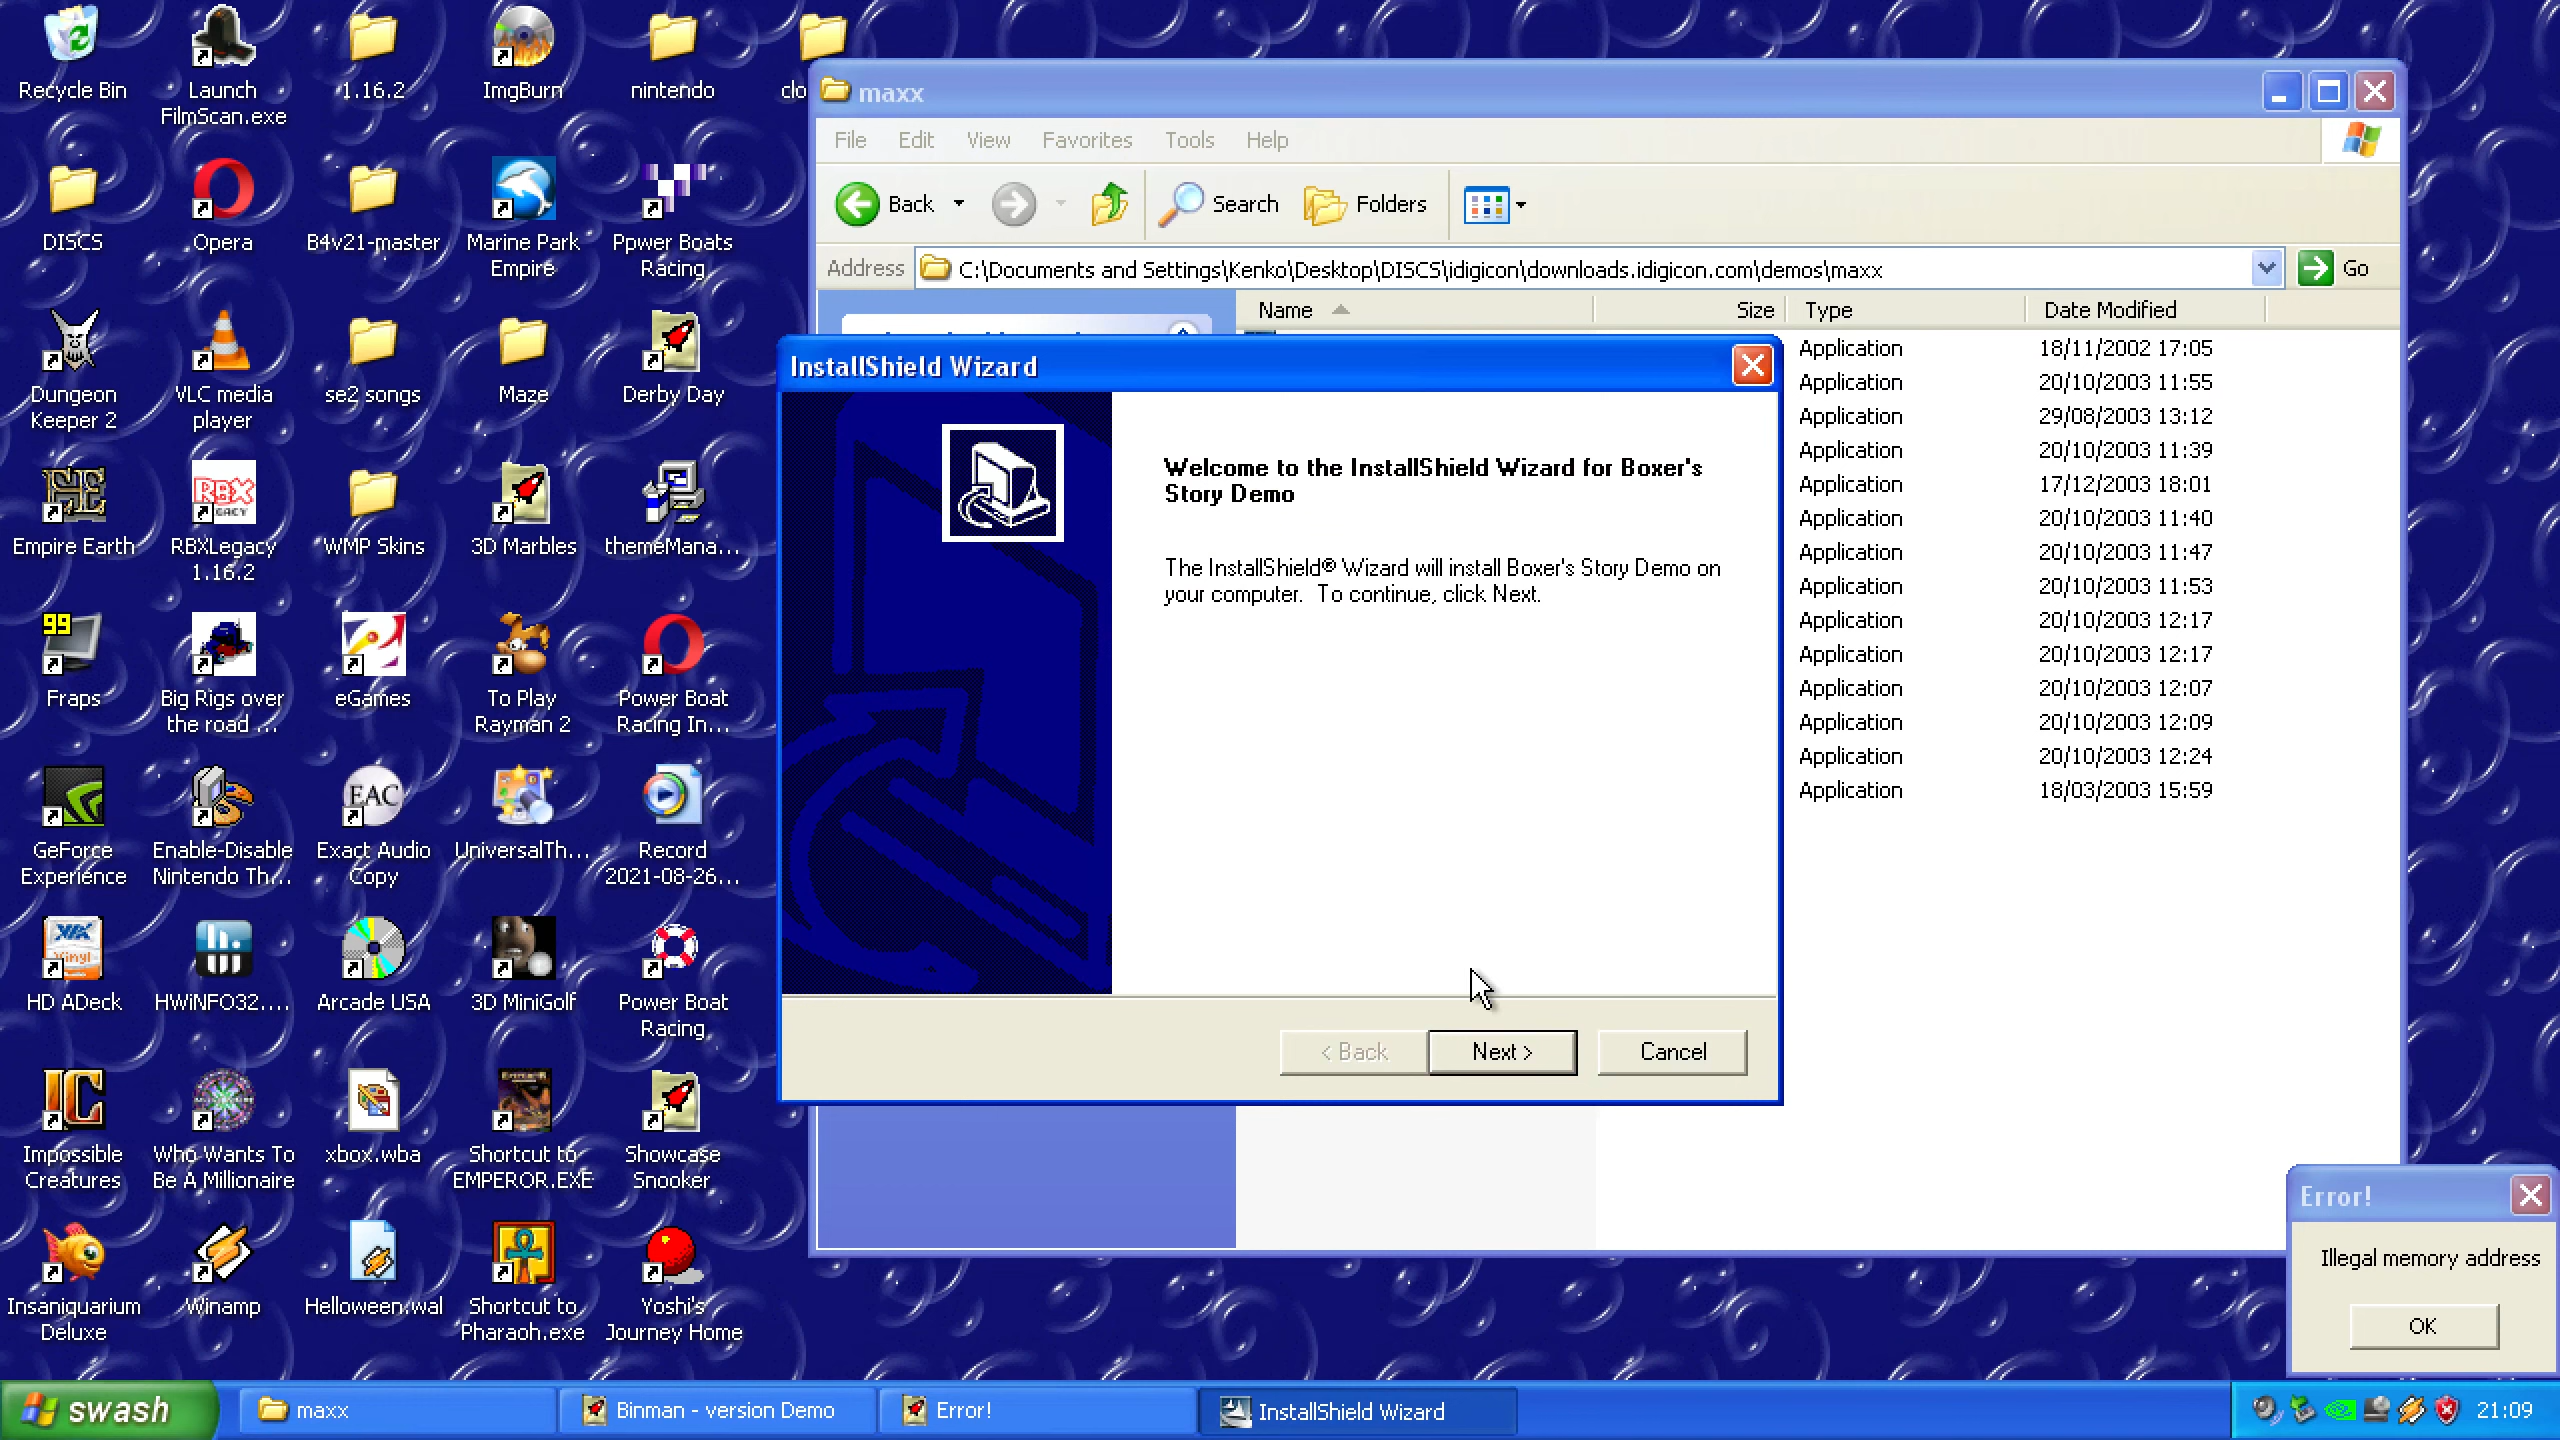 Recycle Bin
Launch
FilmScan.exe
1.16.2
ImgBurn
nintendo
clo
DISCS
Opera
B4v21-master
Marine Park
Empire
Ppwer Boats
Racing
Dungeon
Keeper 2
VLC media
player
se2 songs
Maze
Derby Day
Empire Earth
RBXLegacy
1.16.2
WMP Skins
3D Marbles
themeMana...
99
Fraps
Big Rigs over
the road ...
eGames
To Play
Rayman 2
Power Boat
Racing In...
GeForce
Experience
Enable-Disable
Nintendo Th...
EAC
Exact Audio
Copy
UniversalTh...
Record
2021-08-26...
HD ADeck
HWiNFO32....
Arcade USA
3D MiniGolf
Power Boat
Racing
Impossible
Creatures
Who Wants To
Be A Millionaire
xbox.wba
Shortcut to
EMPEROR.EXE
Showcase
Snooker
Insaniquarium
Deluxe
Winamp
Helloween.wal
Shortcut to
Pharaoh.exe
Yoshi's
Journey Home
maxx
File Edit View Favorites Tools Help
Back Search Folders
Address C:\Documents and Settings\Kenko\Desktop\DISCS\idigicon\downloads.idigicon.com\demos\maxx Go
Name Size Type Date Modified
Application 18/11/2002 17:05
Application 20/10/2003 11:55
Application 29/08/2003 13:12
Application 20/10/2003 11:39
Application 17/12/2003 18:01
Application 20/10/2003 11:40
Application 20/10/2003 11:47
Application 20/10/2003 11:53
Application 20/10/2003 12:17
Application 20/10/2003 12:17
Application 20/10/2003 12:07
Application 20/10/2003 12:09
Application 20/10/2003 12:24
Application 18/03/2003 15:59
InstallShield Wizard
Welcome to the InstallShield Wizard for Boxer's
Story Demo
The InstallShield® Wizard will install Boxer's Story Demo on
your computer. To continue, click Next.
< Back Next > Cancel
Error!
Illegal memory address
OK
swash maxx Binman - version Demo Error! InstallShield Wizard 21:09